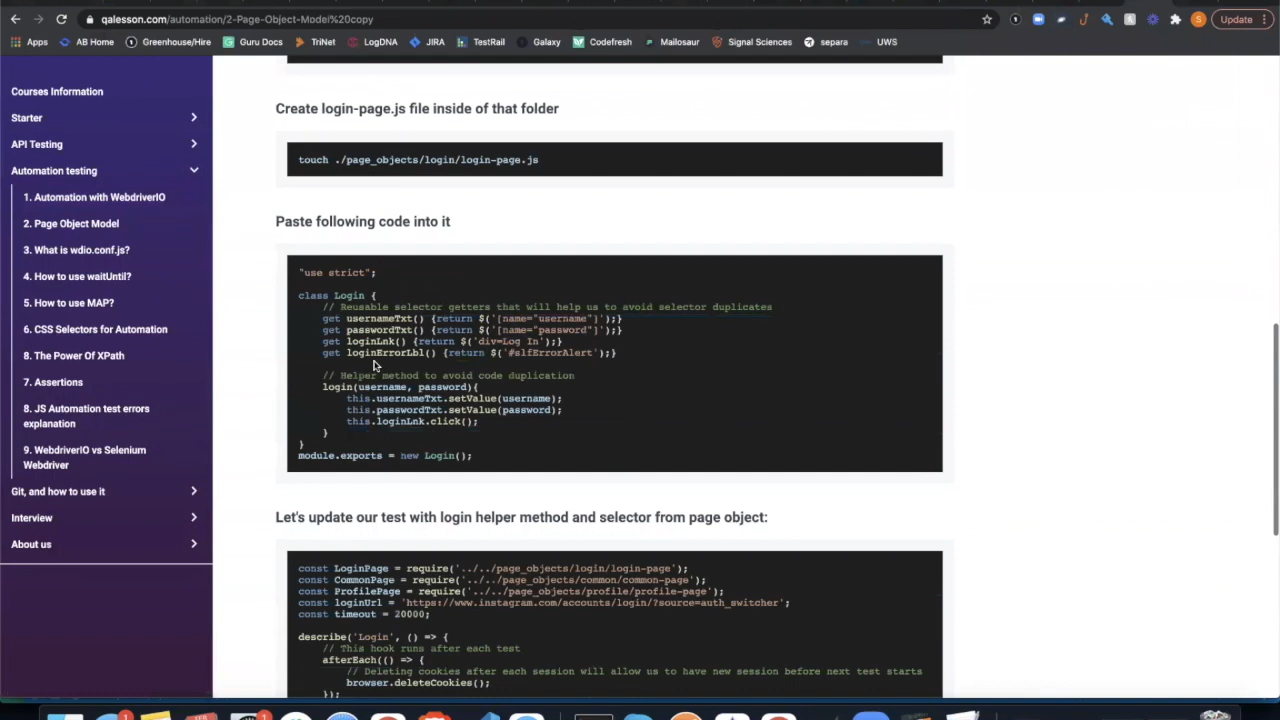 qalesson.com/automation/2-Page-Object-Model%20copy
Update
Apps AB Home Greenhouse/Hire Guru Docs TriNet LogDNA JIRA TestRail Galaxy Codefresh Mailosaur Signal Sciences separa UWS
Courses Information
Starter
API Testing
Automation testing
1. Automation with WebdriverIO
2. Page Object Model
3. What is wdio.conf.js?
4. How to use waitUntil?
5. How to use MAP?
6. CSS Selectors for Automation
8. The Power Of XPath
7. Assertions
8. JS Automation test errors
explanation
9. WebdriverIO vs Selenium
Webdriver
Git, and how to use it
Interview
About us
Create login-page.js file inside of that folder
touch ./page_objects/login/login-page.js
Paste following code into it
"use strict";
class Login {
// Reusable selector getters that will help us to avoid selector duplicates
get usernameTxt() {return $('[name="username"]');}
get passwordTxt() {return $('[name="password"]');}
get loginLnk() {return $('div=Log In');}
get loginErrorLbl() {return $('#slfErrorAlert');}
// Helper method to avoid code duplication
login(username, password){
this.usernameTxt.setValue(username);
this.passwordTxt.setValue(password);
this.loginLnk.click();
}
}
module.exports = new Login();
Let's update our test with login helper method and selector from page object:
const LoginPage = require('../../page_objects/login/login-page');
const CommonPage = require('../../page_objects/common/common-page');
const ProfilePage = require('../../page_objects/profile/profile-page');
const loginUrl = 'https://www.instagram.com/accounts/login/?source=auth_switcher';
const timeout = 20000;
describe('Login', () => {
// This hook runs after each test
afterEach(() => {
// Deleting cookies after each session will allow us to have new session before next test starts
browser.deleteCookies();
});